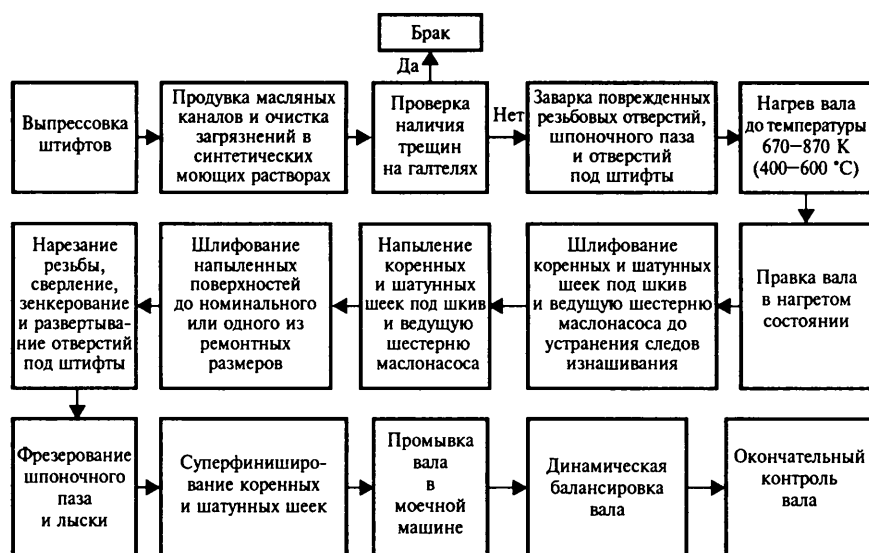 Брак
Да
Выпрессовка
штифтов
Продувка масляных
каналов и очистка
загрязнений в
синтетических
моющих растворах
Проверка
наличия
трещин
на галтелях
Нет
Заварка поврежденных
резьбовых отверстий,
шпоночного паза
и отверстий
под штифты
Нагрев вала
до температуры
670—870 К
(400—600 °С)
Нарезание
резьбы,
сверление,
зенкерование
и развертыва-
ние отверстий
под штифты
Шлифование
напыленных
поверхностей
до номинального
или одного из
ремонтных
размеров
Напыление
коренных
и шатунных
шеек под шкив
и ведущую
шестерню
маслонасоса
Шлифование
коренных и шатунных
шеек под шкив
и ведущую шестерню
маслонасоса до
устранения следов
изнашивания
Правка вала
в нагретом
состоянии
Фрезерование
шпоночного
паза
и лыски
Суперфиниширо-
вание коренных
и шатунных шеек
Промывка
вала
в
моечной
машине
Динамическая
балансировка
вала
Окончательный
контроль
вала